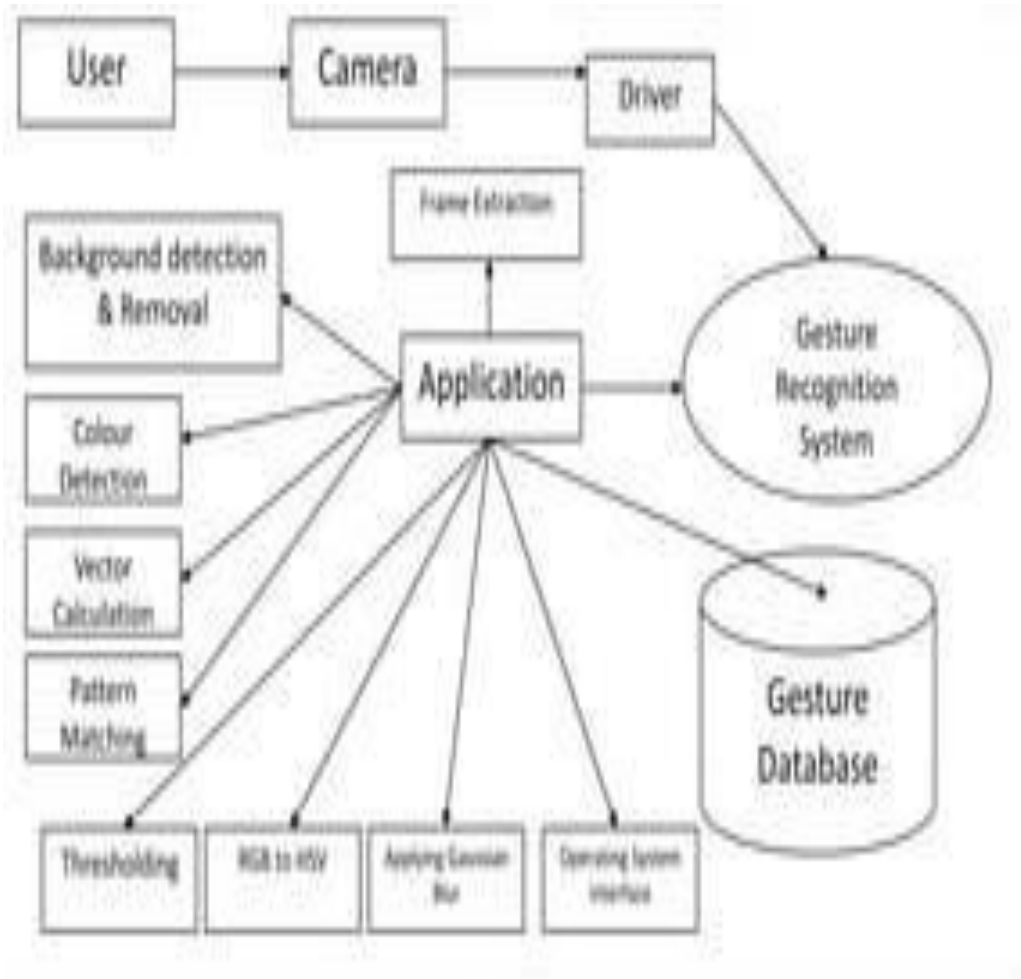 User
Camera
Driver
Frame Extraction
Background detection
& Removal
Application
Gesture
Recognition
System
Colour
Detection
Vector
Calculation
Pattern
Matching
Gesture
Database
Thresholding
RGB to HSV
Applying Gaussian
Blur
Operating System
Interface